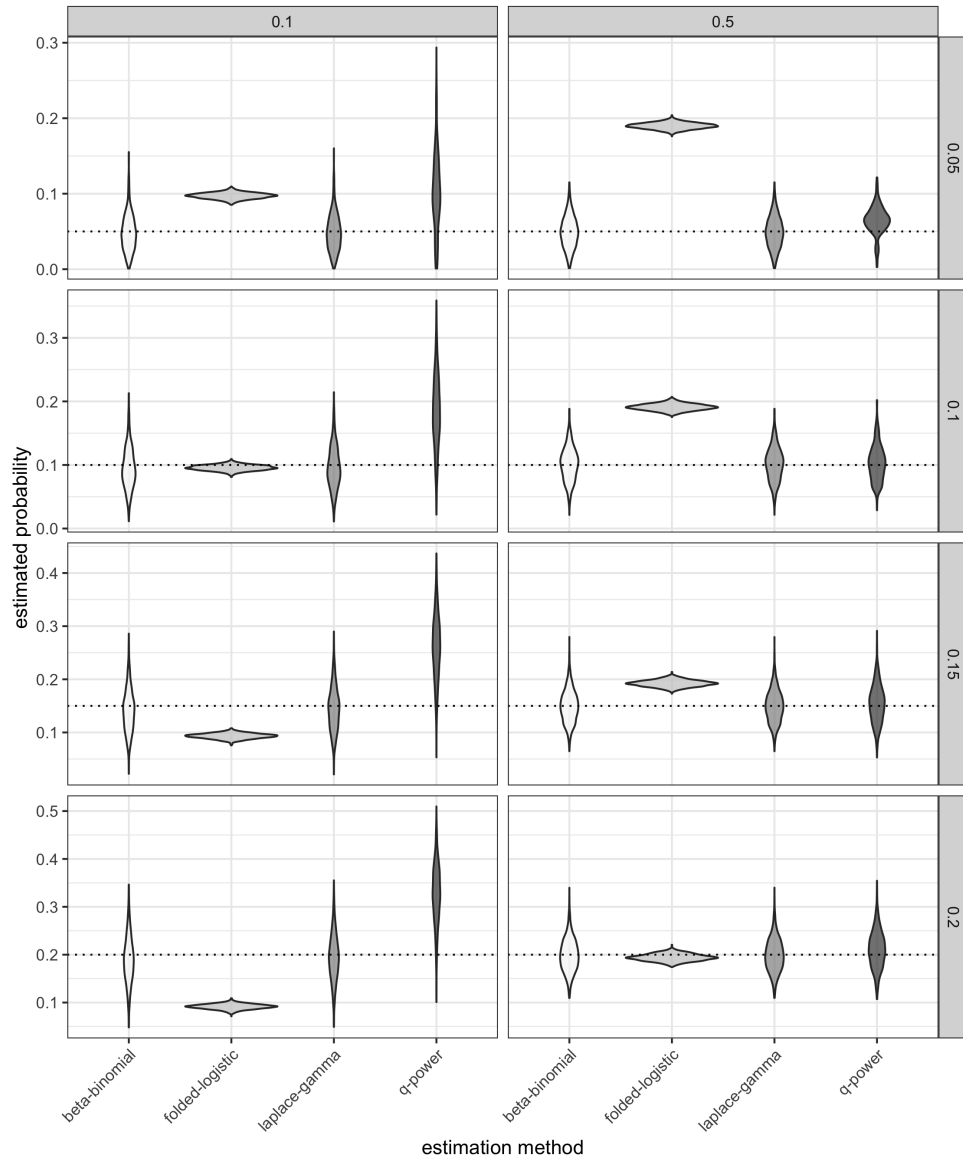 0.1
0.5
0.3
0.2
0.1
0.0
0.05
0.3
0.2
0.1
0.0
0.1
0.4
0.3
0.2
0.1
0.15
0.5
0.4
0.3
0.2
0.1
0.2
estimated probability
beta-binomial
folded-logistic
laplace-gamma
q-power
beta-binomial
folded-logistic
laplace-gamma
q-power
estimation method